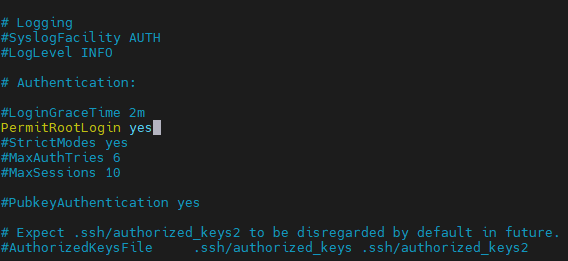 # Logging
#SyslogFacility AUTH
#LogLevel INFO
# Authentication:
#LoginGraceTime 2m
PermitRootLogin yes
#StrictModes yes
#MaxAuthTries 6
#MaxSessions 10
#PubkeyAuthentication yes
# Expect .ssh/authorized_keys2 to be disregarded by default in future.
#AuthorizedKeysFile     .ssh/authorized_keys .ssh/authorized_keys2